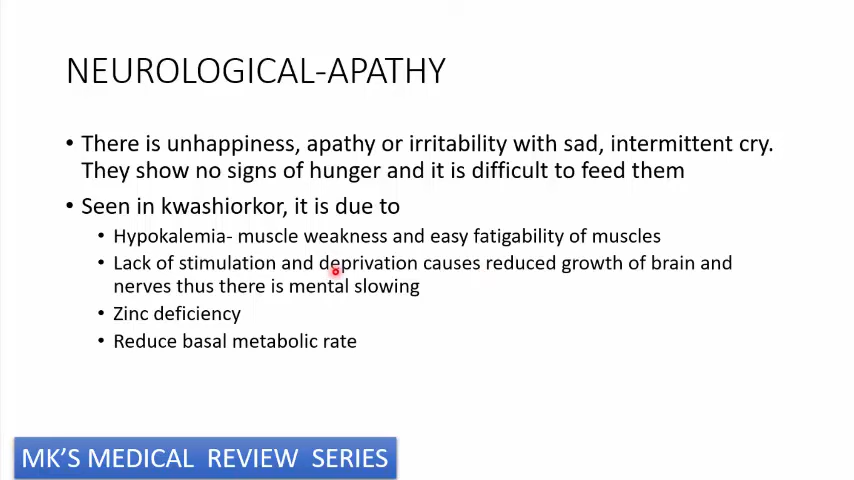 NEUROLOGICAL-APATHY
• There is unhappiness, apathy or irritability with sad, intermittent cry.
They show no signs of hunger and it is difficult to feed them
• Seen in kwashiorkor, it is due to
• Hypokalemia- muscle weakness and easy fatigability of muscles
• Lack of stimulation and deprivation causes reduced growth of brain and
nerves thus there is mental slowing
• Zinc deficiency
• Reduce basal metabolic rate
MK'S MEDICAL REVIEW SERIES